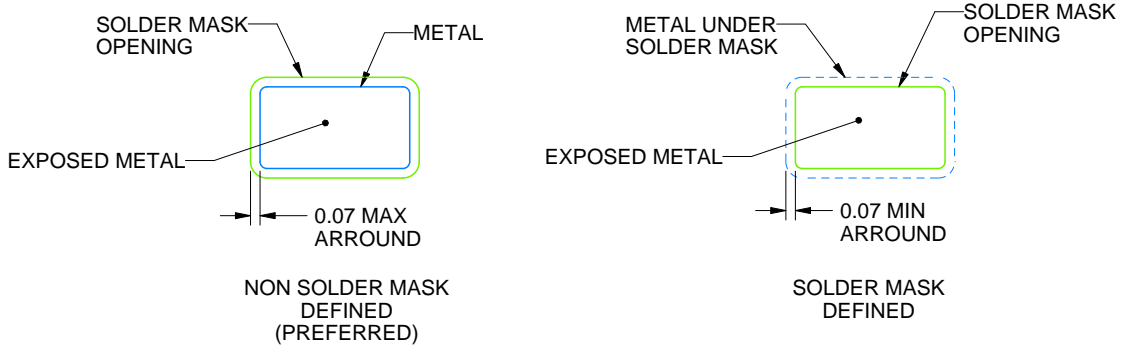 SOLDER MASK
OPENING
METAL
EXPOSED METAL
0.07 MAX
ARROUND
NON SOLDER MASK
DEFINED
(PREFERRED)
METAL UNDER
SOLDER MASK
SOLDER MASK
OPENING
EXPOSED METAL
0.07 MIN
ARROUND
SOLDER MASK
DEFINED